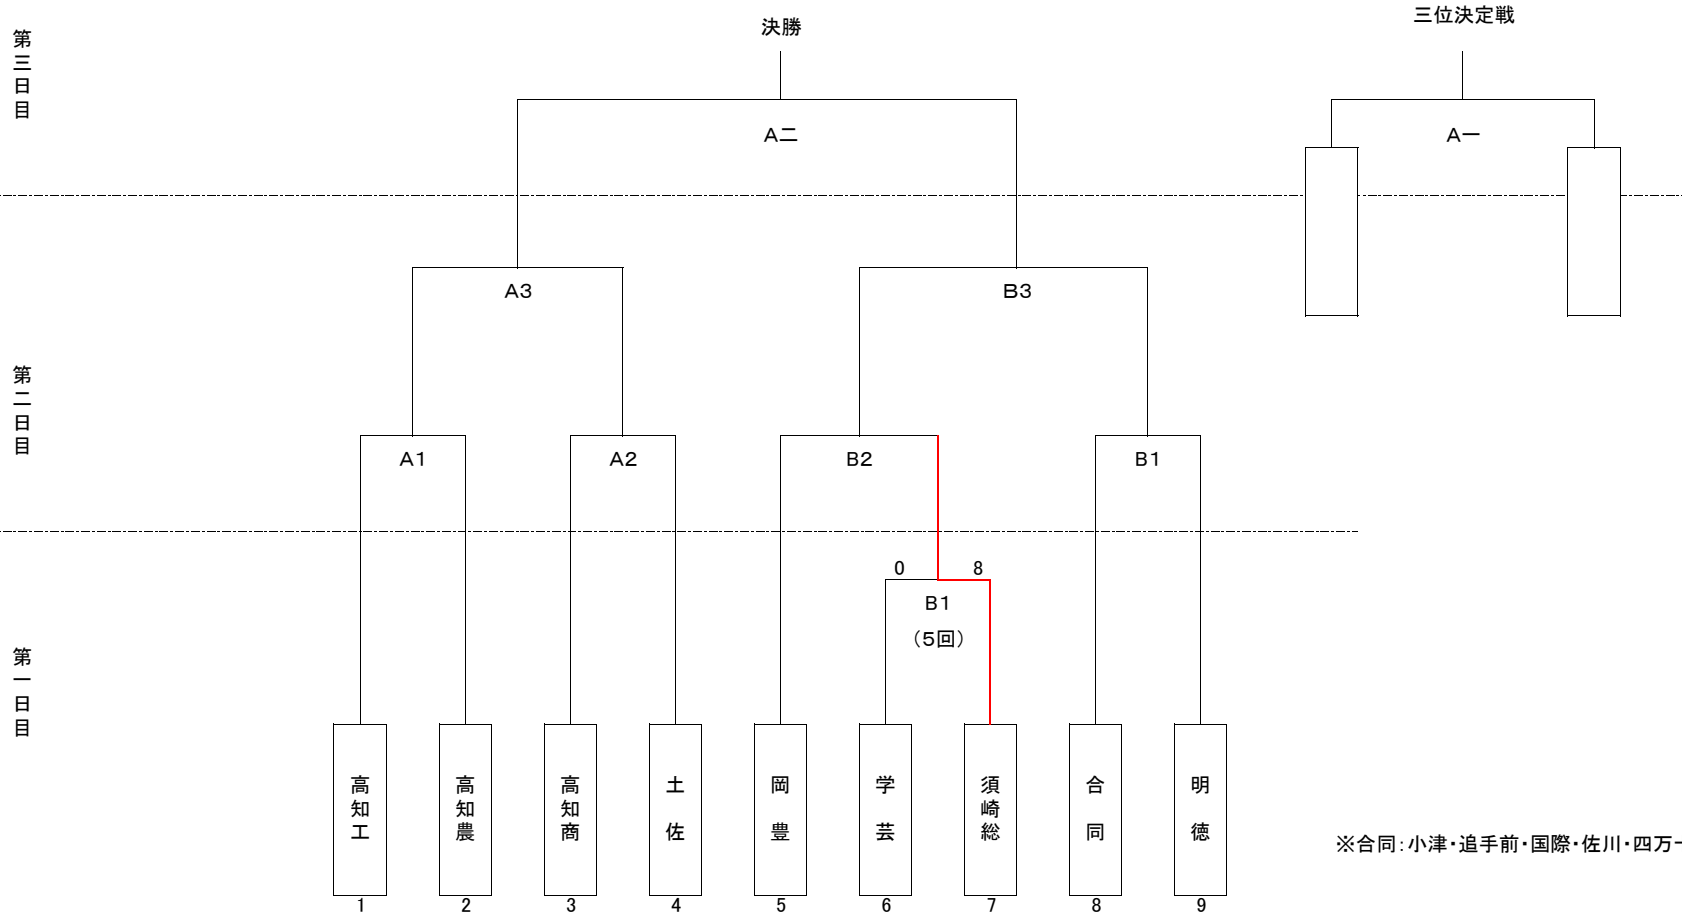 決勝
三位決定戦
第三日目
A二
A一
A3
B3
第二日目
A1
A2
B2
B1
0
8
B1
（5回）
第一日目
高知工
高知農
高知商
土佐
岡豊
学芸
須崎総
合同
明徳
※合同：小津・追手前・国際・佐川・四万
1
2
3
4
5
6
7
8
9